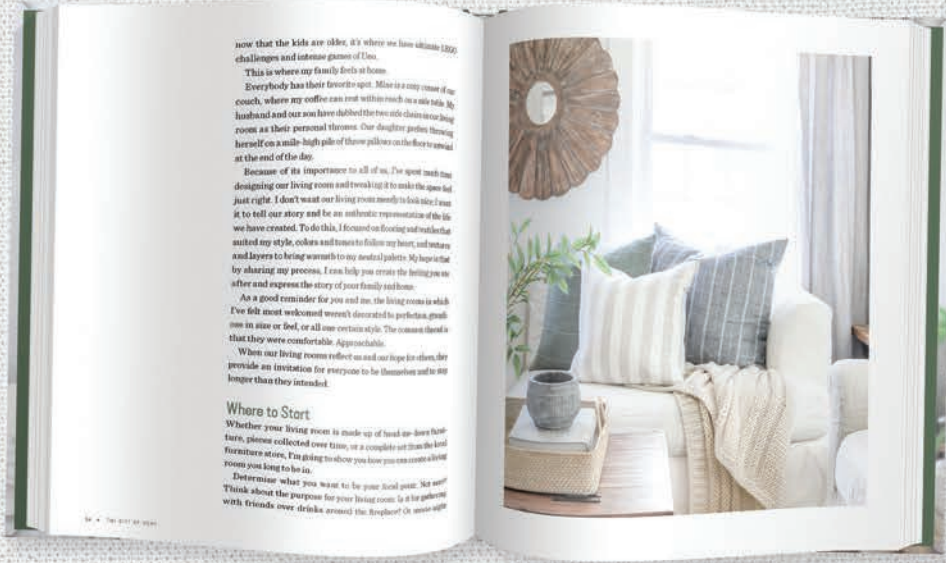 now that the kids are older, it's where we have ultimate LEGO
challenges and intense games of Uno.
This is where my family feels at home.
Everybody has their favorite spot. Mine is a cozy corner of our
couch, where my coffee can rest within reach on a side table. My
husband and our son have dubbed the two side chairs in our living
room as their personal thrones. Our daughter prefers throwing
herself on a mile-high pile of throw pillows on the floor to unwind
at the end of the day.
Because of its importance to all of us, I've spent much time
designing our living room and tweaking it to make the space feel
just right. I don't want our living room merely to look nice; I want
it to tell our story and be an authentic representation of the life
we have created. To do this, I focused on flooring and textiles that
suited my style, colors and tones to follow my heart, and textures
and layers to bring warmth to my neutral palette. My hope is that
by sharing my process, I can help you create the feeling you are
after and express the story of your family and home.
As a good reminder for you and me, the living rooms in which
I've felt most welcomed weren't decorated to perfection, grandi
ose in size or feel, or all one certain style. The common thread is
that they were comfortable. Approachable.
When our living rooms reflect us and our hope for others, they
provide an invitation for everyone to be themselves and to stay
longer than they intended.
Where to Start
Whether your living room is made up of hand-me-down furni-
ture, pieces collected over time, or a complete set from the local
furniture store, I'm going to show you how you can create a living
room you long to be in.
Determine what you want to be your focal point. Not sure?
Think about the purpose for your living room. Is it for gathering
with friends over drinks around the fireplace? Or movie nights
THE GIFT OF HOME